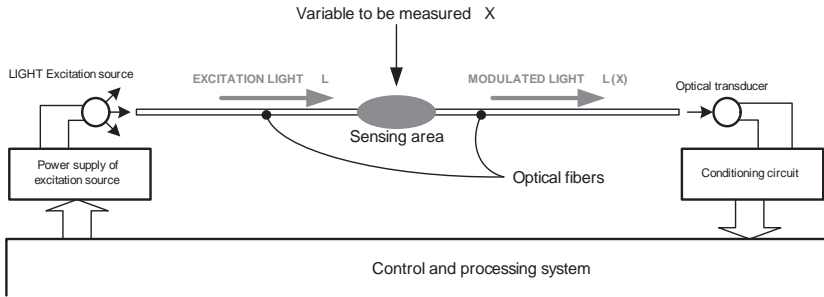 Variable to be measured X
LIGHT Excitation source
EXCITATION LIGHT L
MODULATED LIGHT L(X)
Optical transducer
Sensing area
Power supply of
excitation source
Optical fibers
Conditioning circuit
Control and processing system